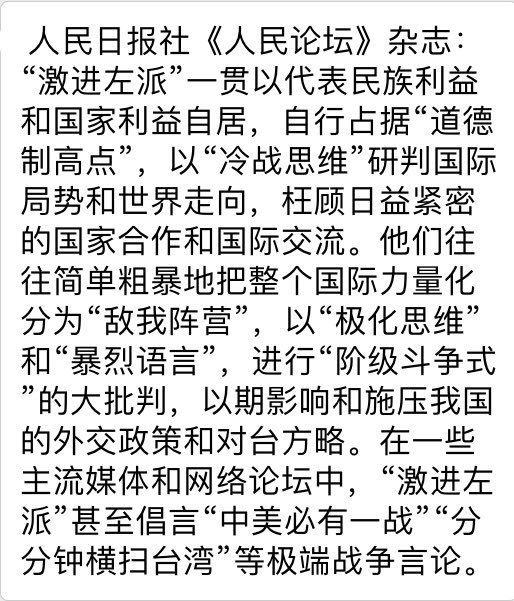 人民日报社《人民论坛》杂志：
“激进左派”一贯以代表民族利益
和国家利益自居，自行占据“道德
制高点”，以“冷战思维”研判国际
局势和世界走向，枉顾日益紧密
的国家合作和国际交流。他们往
往简单粗暴地把整个国际力量化
分为“敌我阵营”，以“极化思维”
和“暴烈语言”，进行“阶级斗争式
”的大批判，以期影响和施压我国
的外交政策和对台方略。在一些
主流媒体和网络论坛中，“激进左
派”甚至倡言“中美必有一战”“分
分钟横扫台湾”等极端战争言论。